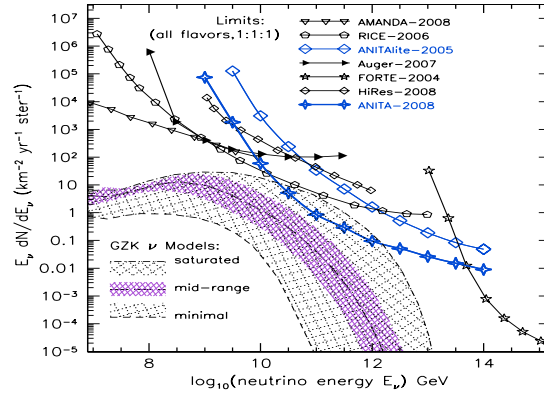 Limits:
(all flavors,1:1:1)
AMANDA−2008
RICE−2006
ANITAlite−2005
Auger−2007
FORTE−2004
HiRes−2008
ANITA−2008
10⁷
10⁶
10⁵
10⁴
10³
10²
10
1
0.1
0.01
10⁻³
10⁻⁴
10⁻⁵
E_ν dN/dE_ν (km⁻² yr⁻¹ ster⁻¹)
GZK ν Models:
saturated
mid−range
minimal
8 10 12 14
log₁₀(neutrino energy E_ν) GeV